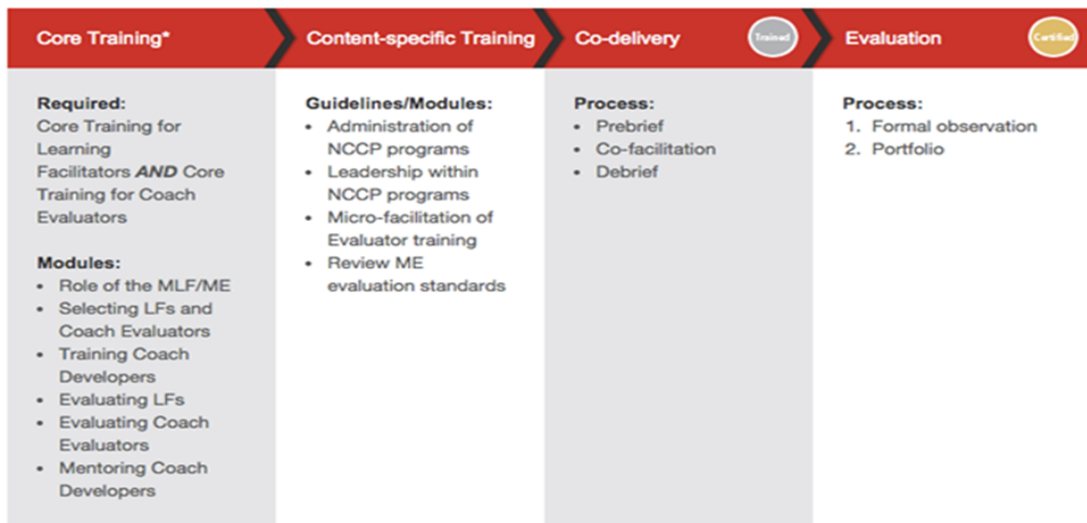 Core Training*
Required:
Core Training for
Learning
Facilitators AND Core
Training for Coach
Evaluators
Modules:
• Role of the MLF/ME
• Selecting LFs and
Coach Evaluators
• Training Coach
Developers
• Evaluating LFs
• Evaluating Coach
Evaluators
• Mentoring Coach
Developers
Content-specific Training
Guidelines/Modules:
• Administration of
NCCP programs
• Leadership within
NCCP programs
• Micro-facilitation of
Evaluator training
• Review ME
evaluation standards
Co-delivery
Trained
Process:
• Prebrief
• Co-facilitation
• Debrief
Evaluation
Certified
Process:
1. Formal observation
2. Portfolio